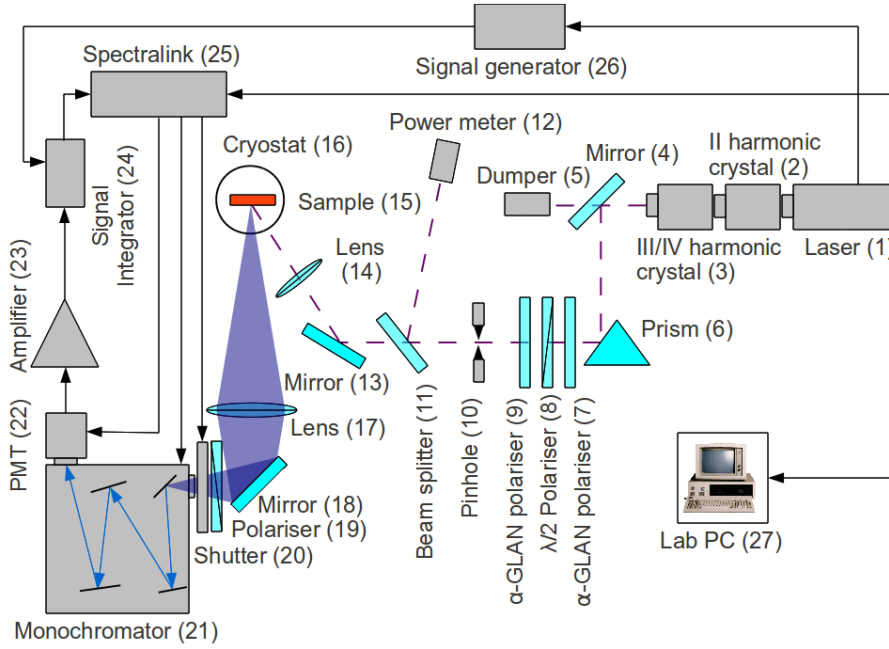 Spectralink (25)
Signal generator (26)
Power meter (12)
Cryostat (16)
Mirror (4)
II harmonic
crystal (2)
Dumper (5)
Sample (15)
Signal
Integrator (24)
Lens
(14)
III/IV harmonic
crystal (3)
Laser (1)
Amplifier (23)
Prism (6)
Mirror (13)
Lens (17)
PMT (22)
Beam splitter (11)
Pinhole (10)
α-GLAN polariser (9)
λ/2 Polariser (8)
α-GLAN polariser (7)
Mirror (18)
Polariser (19)
Shutter (20)
Lab PC (27)
Monochromator (21)